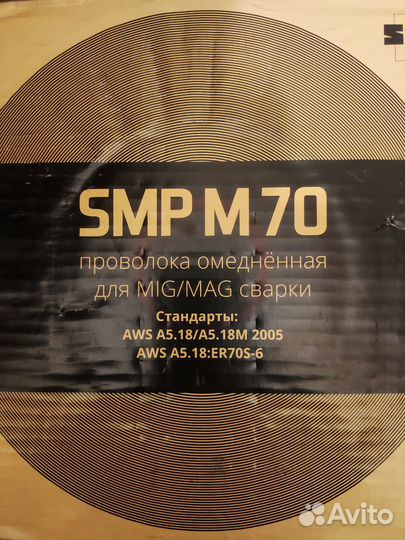 S
SMP M 70
проволока омеднённая
для MIG/MAG сварки
Стандарты:
AWS A5.18/A5.18M 2005
AWS A5.18:ER70S-6
Avito